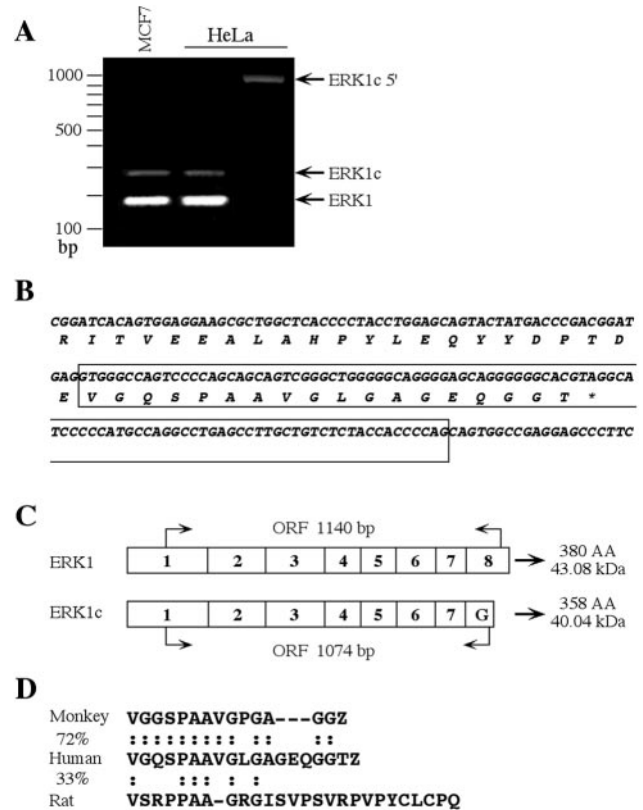 A
MCF7
HeLa
1000
ERK1c 5'
500
ERK1c
ERK1
100
bp
B
CGGATCACAGTGGAGGAAGCGCTGGCTCACCCCTACCTGGAGCAGTACTATGACCCGACGGAT
R I T V E E A L A H P Y L E Q Y Y D P T D
GAGGTGGGCCAGTCCCCAGCAGCAGTCGGGCTGGGGGCAGGGGAGCAGGGGGGCACGTAGGCA
E V G Q S P A A V G L G A G E Q G G T *
TCCCCCATGCCAGGCCTGAGCCTTGCTGTCTCTACCACCCCAGCAGTGGCCGAGGAGCCCTTC
C
ORF 1140 bp
ERK1 1 2 3 4 5 6 7 8 380 AA
43.08 kDa
ERK1c 1 2 3 4 5 6 7 G 358 AA
40.04 kDa
ORF 1074 bp
D
Monkey VGGSPAAVGPGA---GGZ
72% ::::::::: :: ::
Human VGQSPAAVGLGAGEQGGTZ
33% : ::: : :
Rat VSRPPAA-GRGISVPSVRPVPYCLCPQ